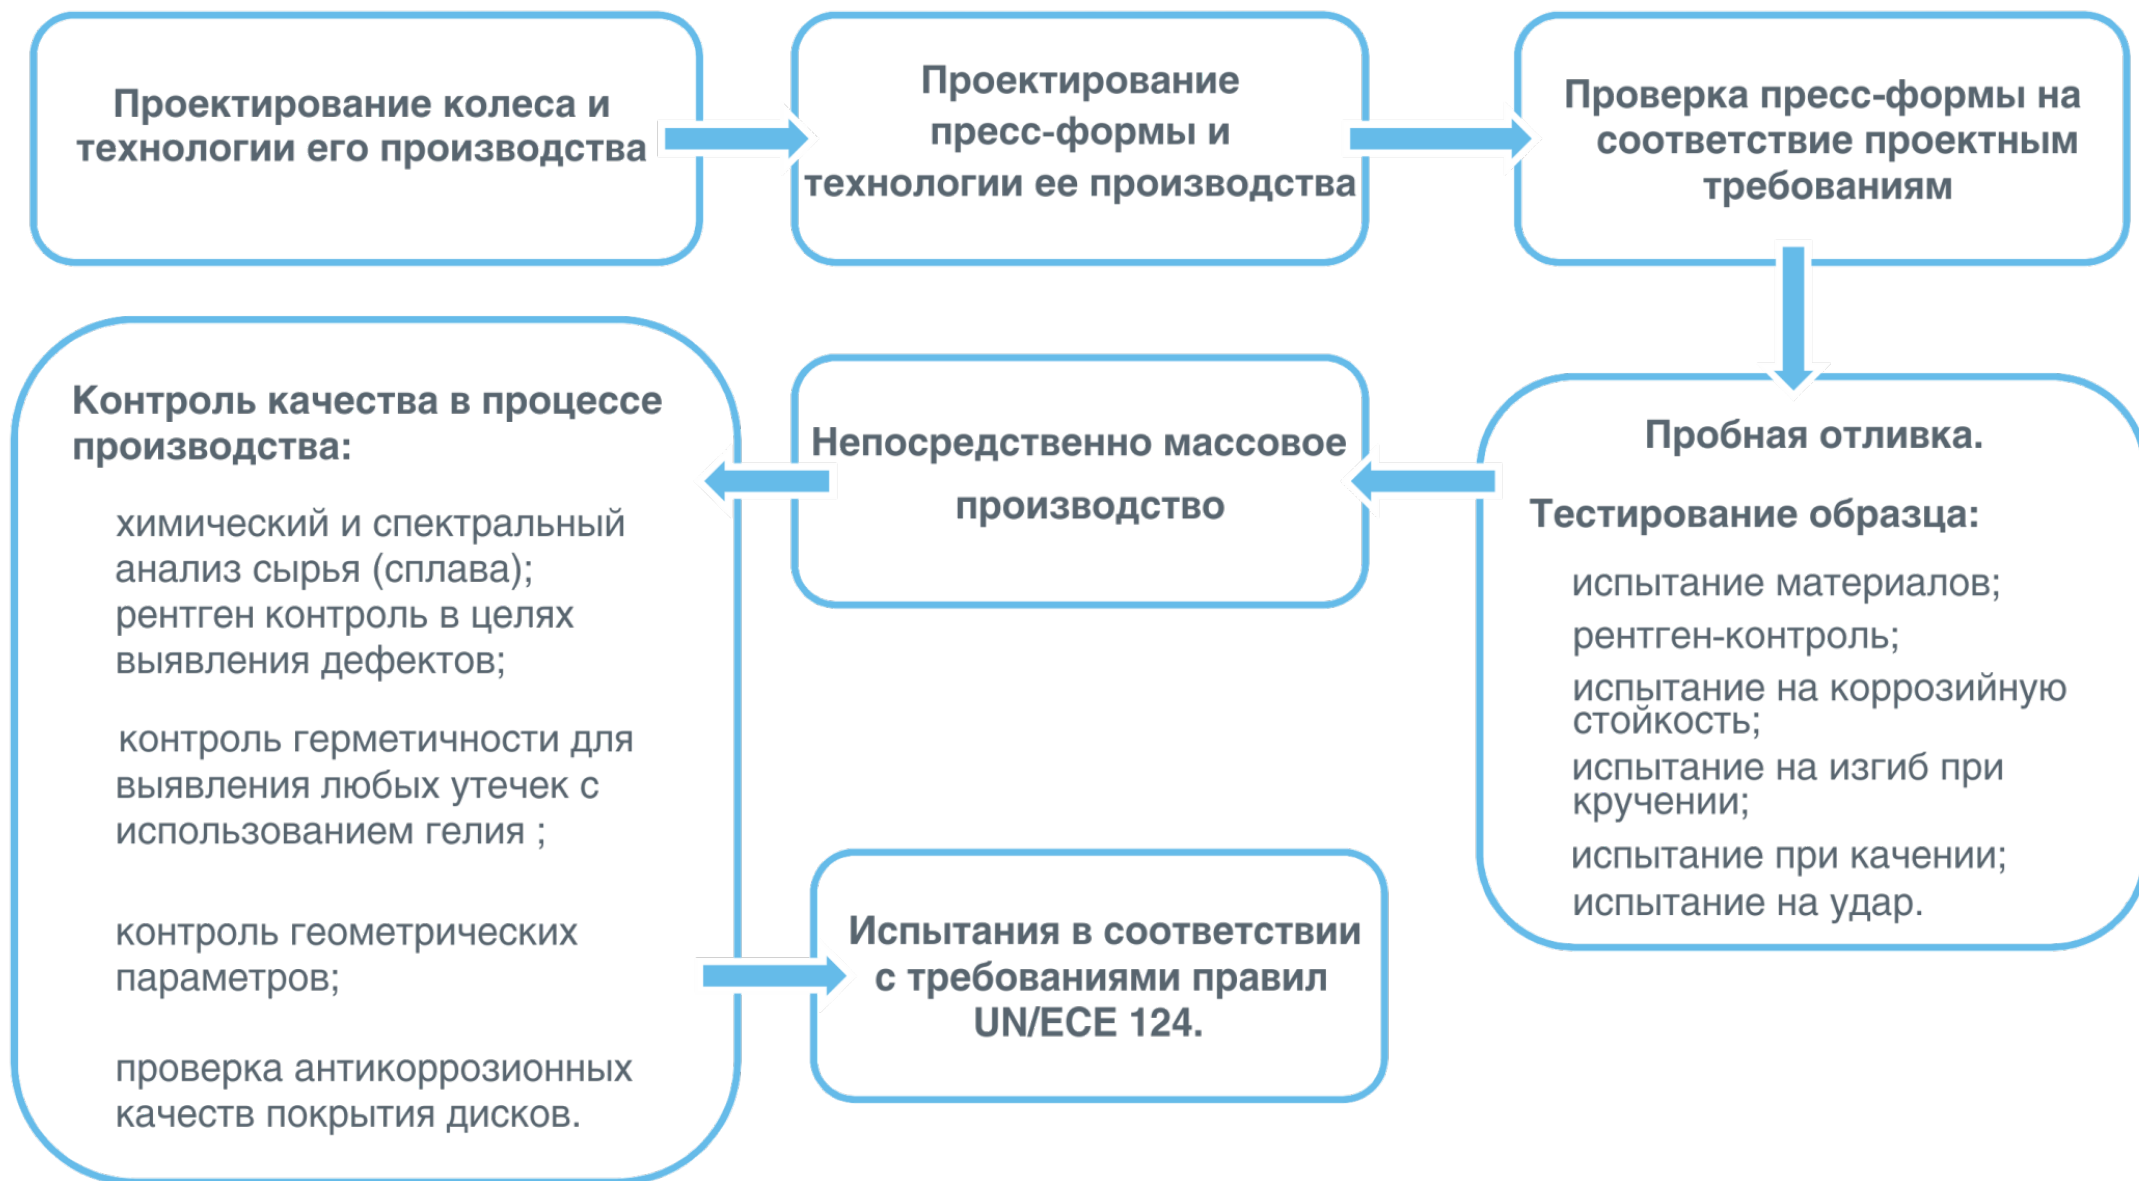 Проектирование колеса и
технологии его производства
Проектирование
пресс-формы и
технологии ее производства
Проверка пресс-формы на
соответствие проектным
требованиям
Пробная отливка.
Тестирование образца:
испытание материалов;
рентген-контроль;
испытание на коррозийную
стойкость;
испытание на изгиб при
кручении;
испытание при качении;
испытание на удар.
Непосредственно массовое
производство
Контроль качества в процессе
производства:
химический и спектральный
анализ сырья (сплава);
рентген контроль в целях
выявления дефектов;
контроль герметичности для
выявления любых утечек с
использованием гелия ;
контроль геометрических
параметров;
проверка антикоррозионных
качеств покрытия дисков.
Испытания в соответствии
с требованиями правил
UN/ECE 124.